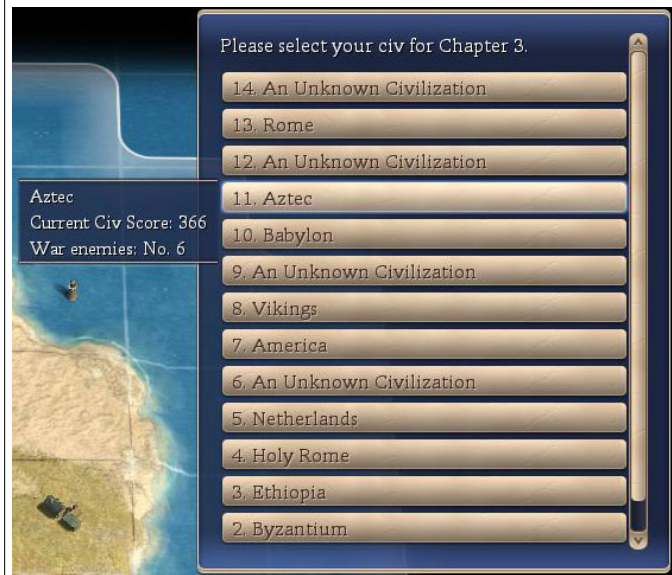 Please select your civ for Chapter 3.
14. An Unknown Civilization
13. Rome
12. An Unknown Civilization
11. Aztec
10. Babylon
9. An Unknown Civilization
8. Vikings
7. America
6. An Unknown Civilization
5. Netherlands
4. Holy Rome
3. Ethiopia
2. Byzantium
Aztec
Current Civ Score: 366
War enemies: No. 6